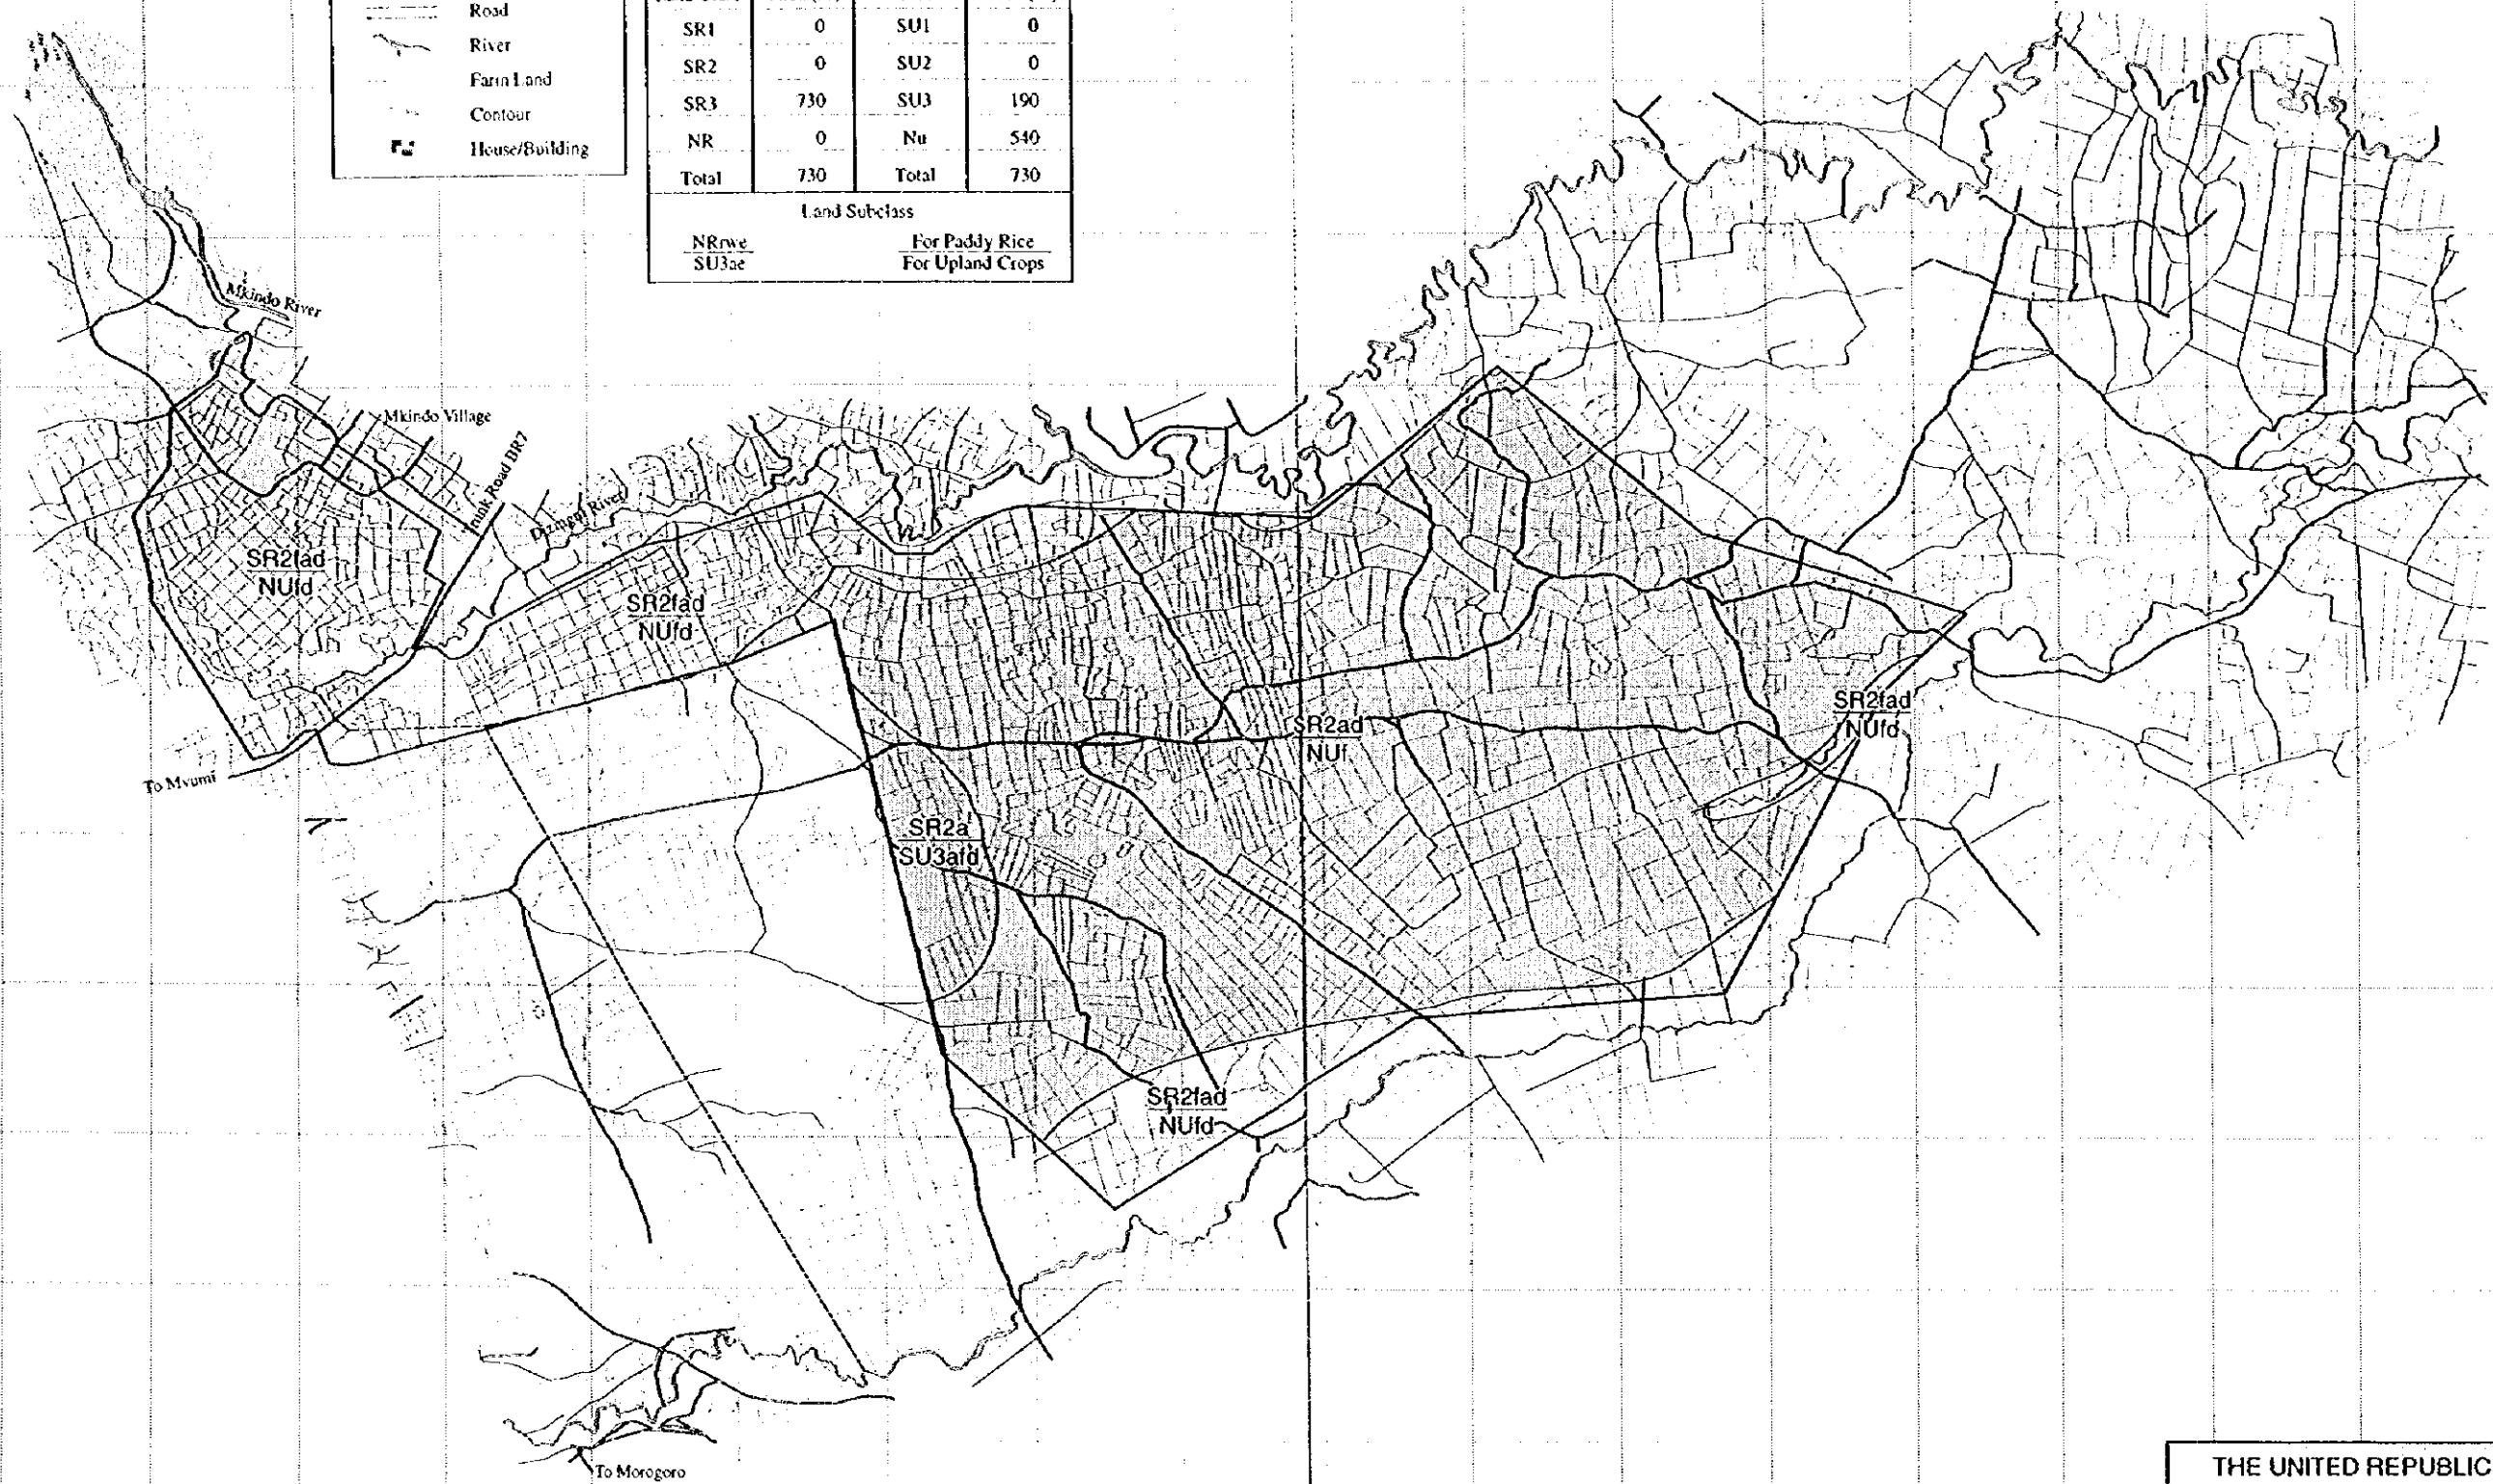 Road
River
Farm Land
Contour
House/Building
SR1 0 SU1 0
SR2 0 SU2 0
SR3 730 SU3 190
NR 0 Nu 540
Total 730 Total 730
Land Subclass
NRrwe For Paddy Rice
SU3ae For Upland Crops
Mkindo River
Mkindo Village
Road DR7
River
SR2fad
NUfd
SR2fad
NUfd
SR2ad
NUf
SR2fad
NUfd
To Mvumi
SR2a
SU3afd
SR2fad
NUfd
To Morogoro
THE UNITED REPUBLIC